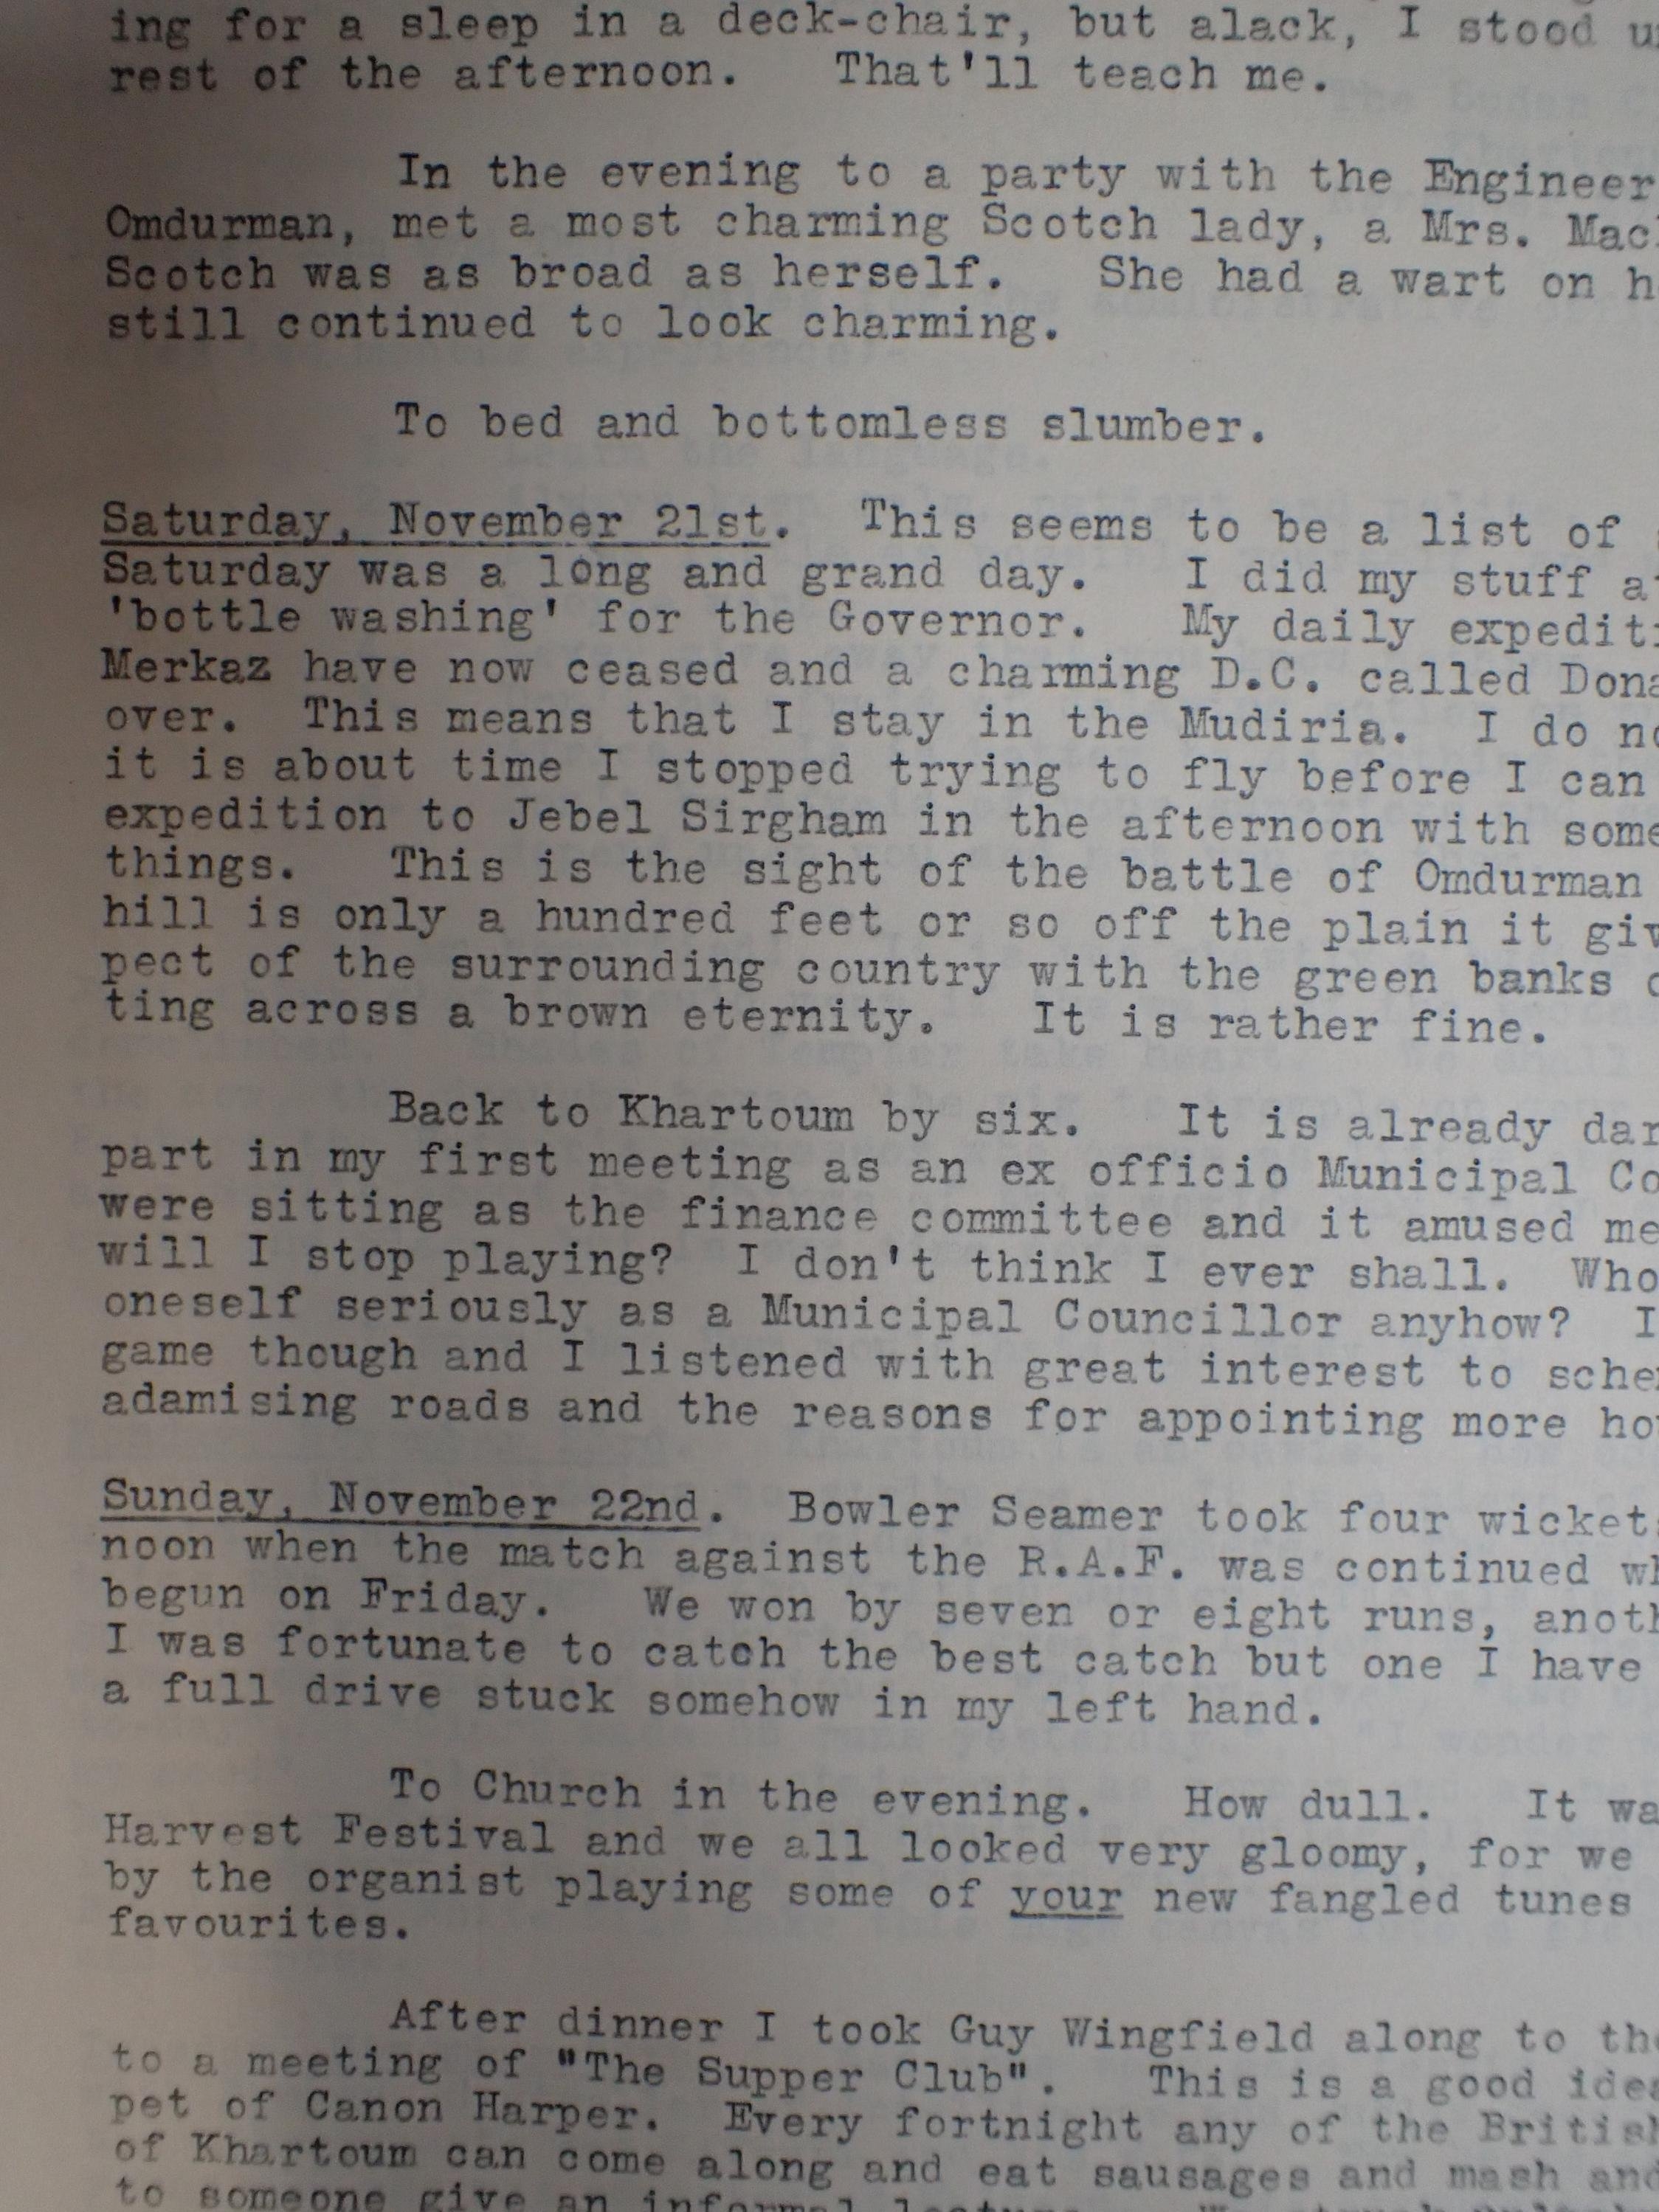 ing for a sleep in a deck-chair, but alack, I stood
rest of the afternoon. That'll teach me.
In the evening to a party with the Engineer
Omdurman, met a most charming Scotch lady, a Mrs.
Scotch was as broad as herself. She had a wart on
still continued to look charming.
To bed and bottomless slumber.
Saturday, November 21st. This seems to be a list of
Saturday was a long and grand day. I did my stuff
'bottle washing' for the Governor. My daily
Merkaz have now ceased and a charming D.C. called
over. This means that I stay in the Mudiria. I do
it is about time I stopped trying to fly before I can
expedition to Jebel Sirgham in the afternoon with some
things. This is the sight of the battle of Omdurman
hill is only a hundred feet or so off the plain it
pect of the surrounding country with the green banks
ting across a brown eternity. It is rather fine.
Back to Khartoum by six. It is already
part in my first meeting as an ex officio Municipal
were sitting as the finance committee and it amused me
will I stop playing? I don't think I ever shall. Who
oneself seriously as a Municipal Councillor anyhow? I
game though and I listened with great interest to
adamising roads and the reasons for appointing more
Sunday, November 22nd. Bowler Seamer took four wickets
noon when the match against the R.A.F. was continued
begun on Friday. We won by seven or eight runs,
I was fortunate to catch the best catch but one I have
a full drive stuck somehow in my left hand.
To Church in the evening. How dull. It
Harvest Festival and we all looked very gloomy, for we
by the organist playing some of your new fangled tunes
favourites.
After dinner I took Guy Wingfield along to
to a meeting of "The Supper Club". This is a good idea
pet of Canon Harper. Every fortnight any of the British
of Khartoum can come along and eat sausages and mash and
to someone give an informal